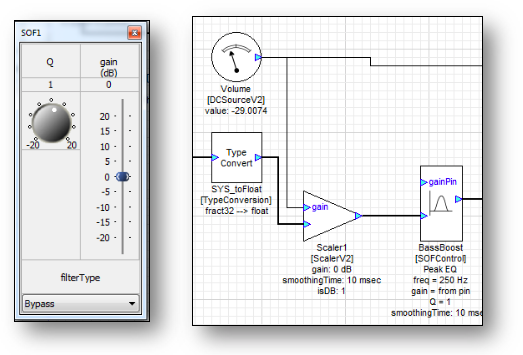 SOF1
Q
gain
(dB)
1
0
-20
20
20
15
10
5
0
-5
-10
-15
-20
filterType
Bypass
Volume
[DCSourceV2]
value: -29.0074
Type
Convert
SYS_toFloat
[TypeConversion]
fract32 --> float
gain
Scaler1
[ScalerV2]
gain: 0 dB
smoothingTime: 10 msec
isDB: 1
gainPin
BassBoost
[SOFControl]
Peak EQ
freq = 250 Hz
gain = from pin
Q = 1
smoothingTime: 10 msec